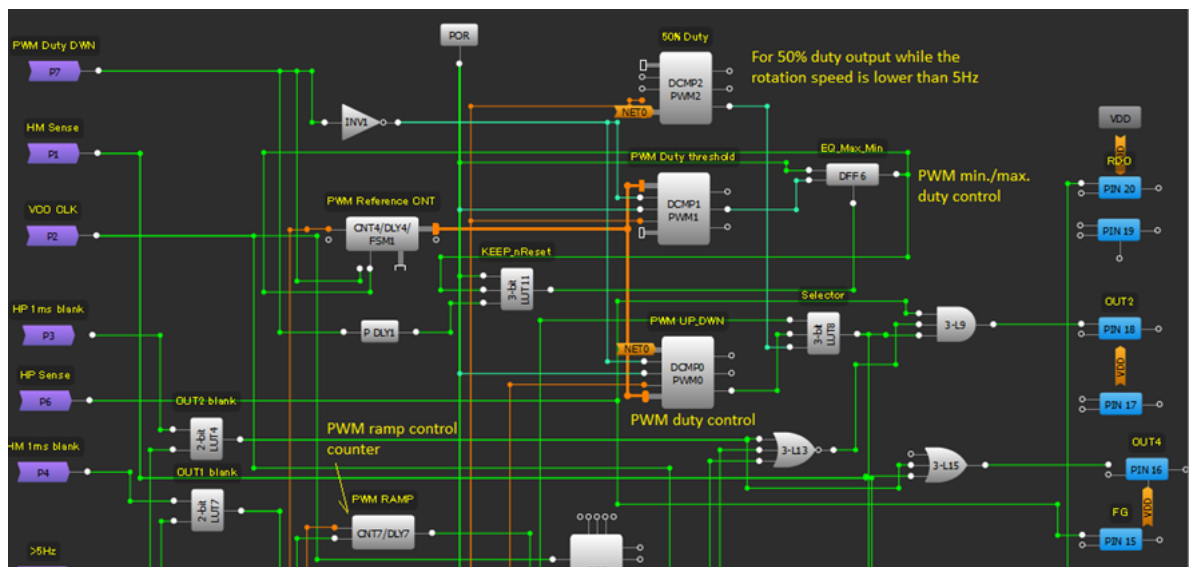 PWM Duty DWN
P7
HM Sense
P1
VCO CLK
P2
HP 1ms blank
P3
HP Sense
P6
HM 1ms blank
P4
>5Hz
POR
INV1
PWM Reference CNT
CNT4/DLY4/
FSM1
P DLY1
KEEP_nReset
3-bit
LUT11
OUT2 blank
2-bit
LUT4
OUT1 blank
2-bit
LUT7
PWM ramp control
counter
PWM RAMP
CNT7/DLY7
50% Duty
DCMP2
PWM2
NET0
For 50% duty output while the
rotation speed is lower than 5Hz
PWM Duty threshold
DCMP1
PWM1
EQ_Max_Min
DFF 6
PWM min./max.
duty control
PWM UP_DWN
NET0
DCMP0
PWM0
PWM duty control
Selector
3-bit
LUT8
3-L9
3-L13
3-L15
VDD
RDO
PIN 20
PIN 19
OUT2
PIN 18
VDD
PIN 17
OUT4
PIN 16
VDD
FG
PIN 15